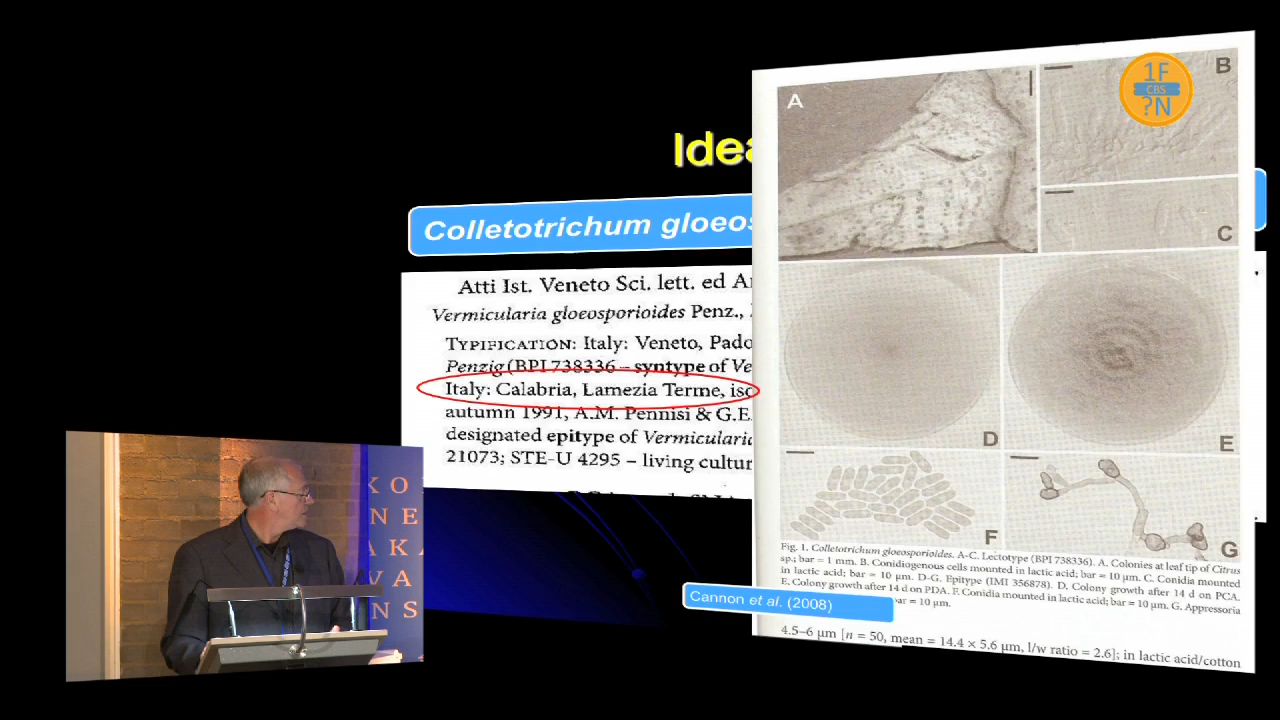 1F
CBS
?N
Idea
Colletotrichum gloeos
Atti Ist. Veneto Sci. lett. ed A
Vermicularia gloeosporioides Penz.,
TYPIFICATION: Italy: Veneto, Pado
Penzig (BPI 738336 – syntype of Ve
Italy: Calabria, Lamezia Terme, iso
autumn 1991, A.M. Pennisi & G.E.
designated epitype of Vermicularia
21073; STE-U 4295 – living cultur
A
B
C
D
E
F
G
Fig. 1. Colletotrichum gloeosporioides. A-C. Lectotype (BPI 738336). A. Colonies at leaf tip of Citrus
sp.; bar = 1 mm. B. Conidiogenous cells mounted in lactic acid; bar = 10 μm. C. Conidia mounted
in lactic acid; bar = 10 μm. D-G. Epitype (IMI 356878). D. Colony growth after 14 d on PCA.
E. Colony growth after 14 d on PDA. F. Conidia mounted in lactic acid; bar = 10 μm. G. Appressoria
bar = 10 μm.
Cannon et al. (2008)
4.5–6 μm [n = 50, mean = 14.4 × 5.6 μm, l/w ratio = 2.6]; in lactic acid/cotton
KO
NE
AKA
VA
NS